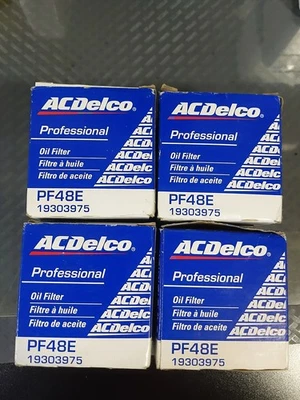 ACDelco
Professional
Oil Filter
Filtre à huile
Filtro de aceite
PF48E
19303975
ACDelco
Professional
Oil Filter
Filtre à huile
Filtro de aceite
PF48E
19303975
ACDelco
Professional
Oil Filter
Filtre à huile
Filtro de aceite
PF48E
19303975
ACDelco
Professional
Oil Filter
Filtre à huile
Filtro de aceite
PF48E
19303975